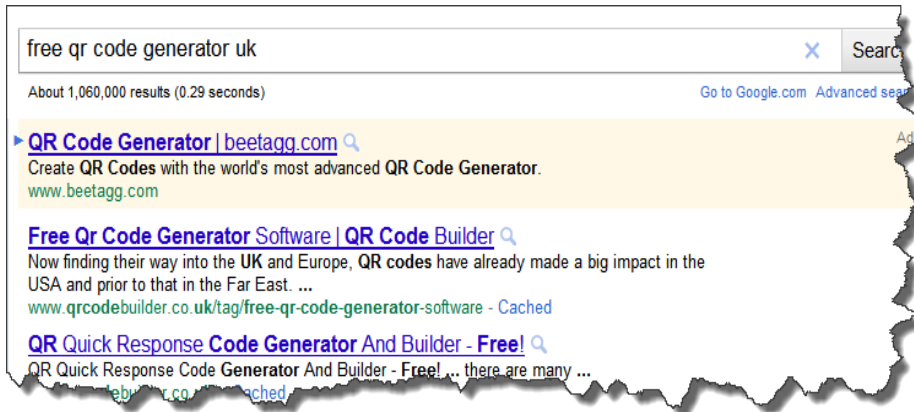 free qr code generator uk
Searc
About 1,060,000 results (0.29 seconds)
Go to Google.com Advanced sear
QR Code Generator | beetagg.com
Ad
Create QR Codes with the world's most advanced QR Code Generator.
www.beetagg.com
Free Qr Code Generator Software | QR Code Builder
Now finding their way into the UK and Europe, QR codes have already made a big impact in the
USA and prior to that in the Far East. ...
www.qrcodebuilder.co.uk/tag/free-qr-code-generator-software - Cached
QR Quick Response Code Generator And Builder - Free!
QR Quick Response Code Generator And Builder - Free! ... there are many ...